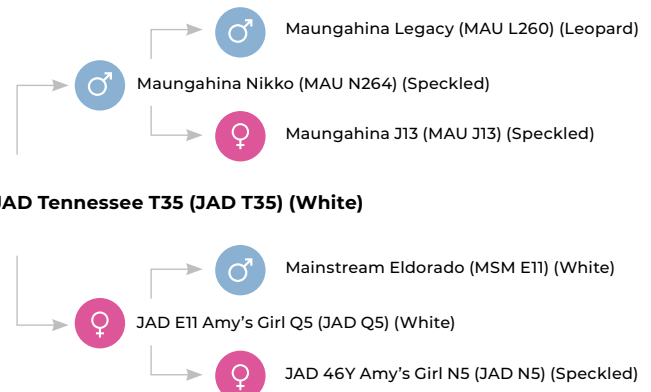 Maungahina Legacy (MAU L260) (Leopard)
Maungahina Nikko (MAU N264) (Speckled)
Maungahina J13 (MAU J13) (Speckled)
JAD Tennessee T35 (JAD T35) (White)
Mainstream Eldorado (MSM E11) (White)
JAD E11 Amy's Girl Q5 (JAD Q5) (White)
JAD 46Y Amy's Girl N5 (JAD N5) (Speckled)